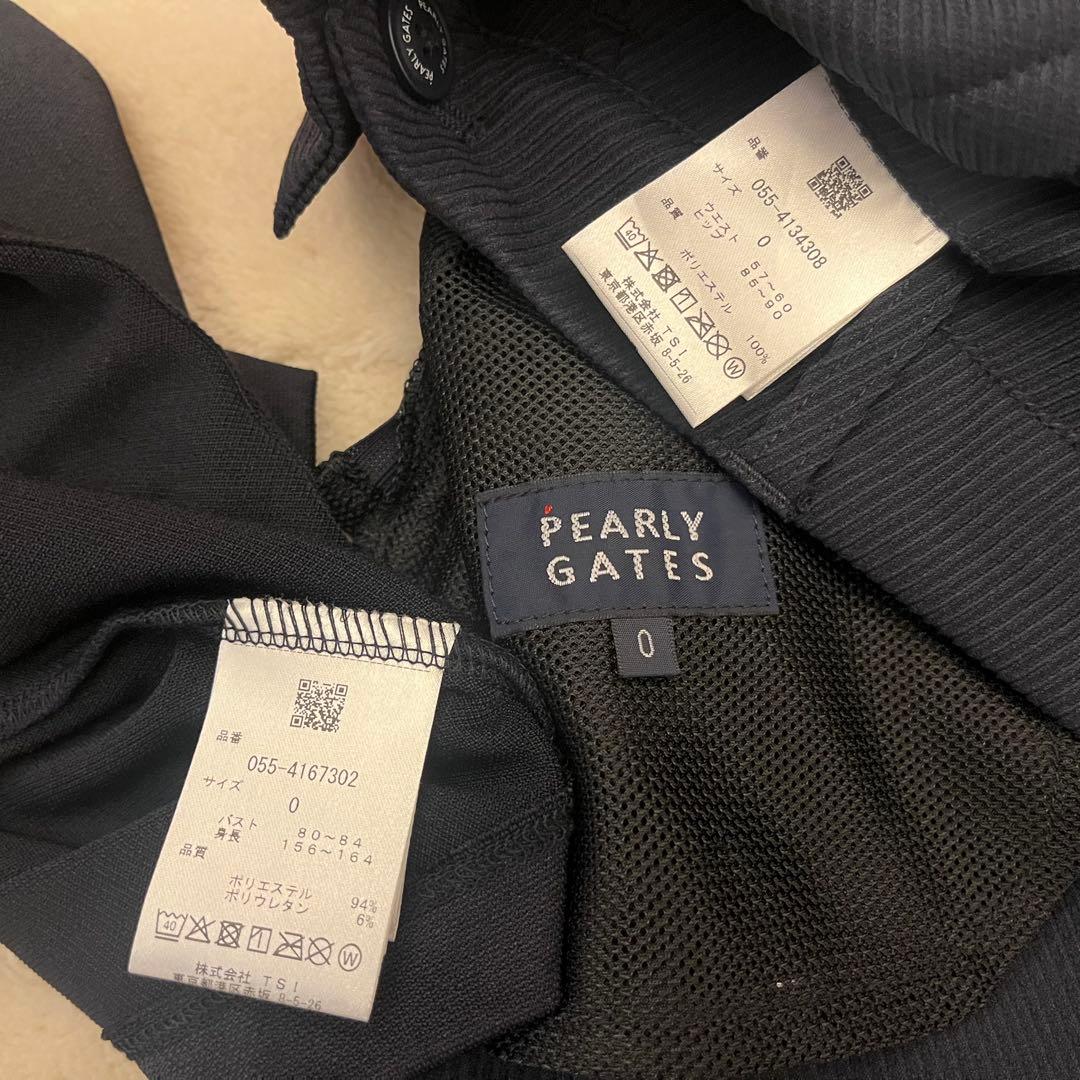 PEARLY GATES
PEARLY GATES
品番
055-4134308
サイズ
0
ウエスト 57~60
ヒップ 85~90
品質
ポリエステル 100%
40
W
株式会社 TSI
東京都港区赤坂 8-5-26
PEARLY
GATES
0
品番
055-4167302
サイズ
0
バスト 80~84
身長 156~164
品質
ポリエステル 94%
ポリウレタン 6%
40
W
株式会社 TSI
東京都港区赤坂 8-5-26